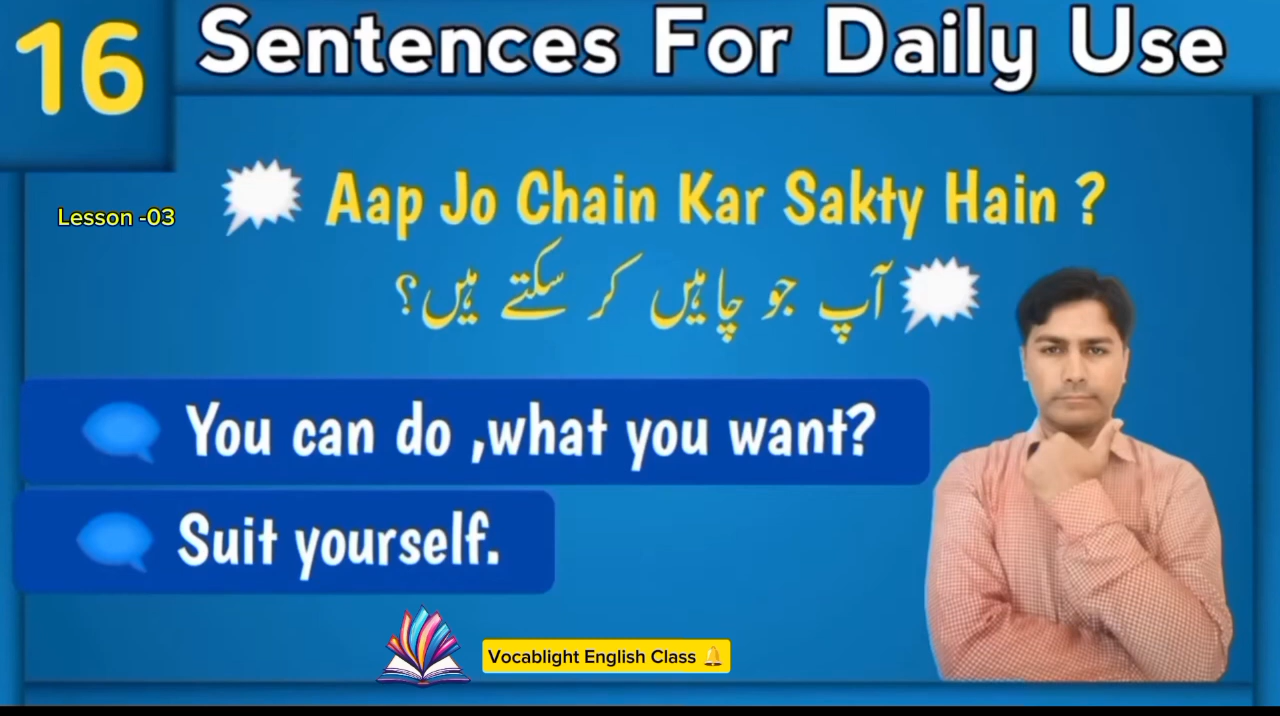 16
Sentences For Daily Use
Lesson -03
Aap Jo Chain Kar Sakty Hain ?
آپ جو چاہیں کر سکتے ہیں؟
You can do ,what you want?
Suit yourself.
Vocablight English Class 🔔